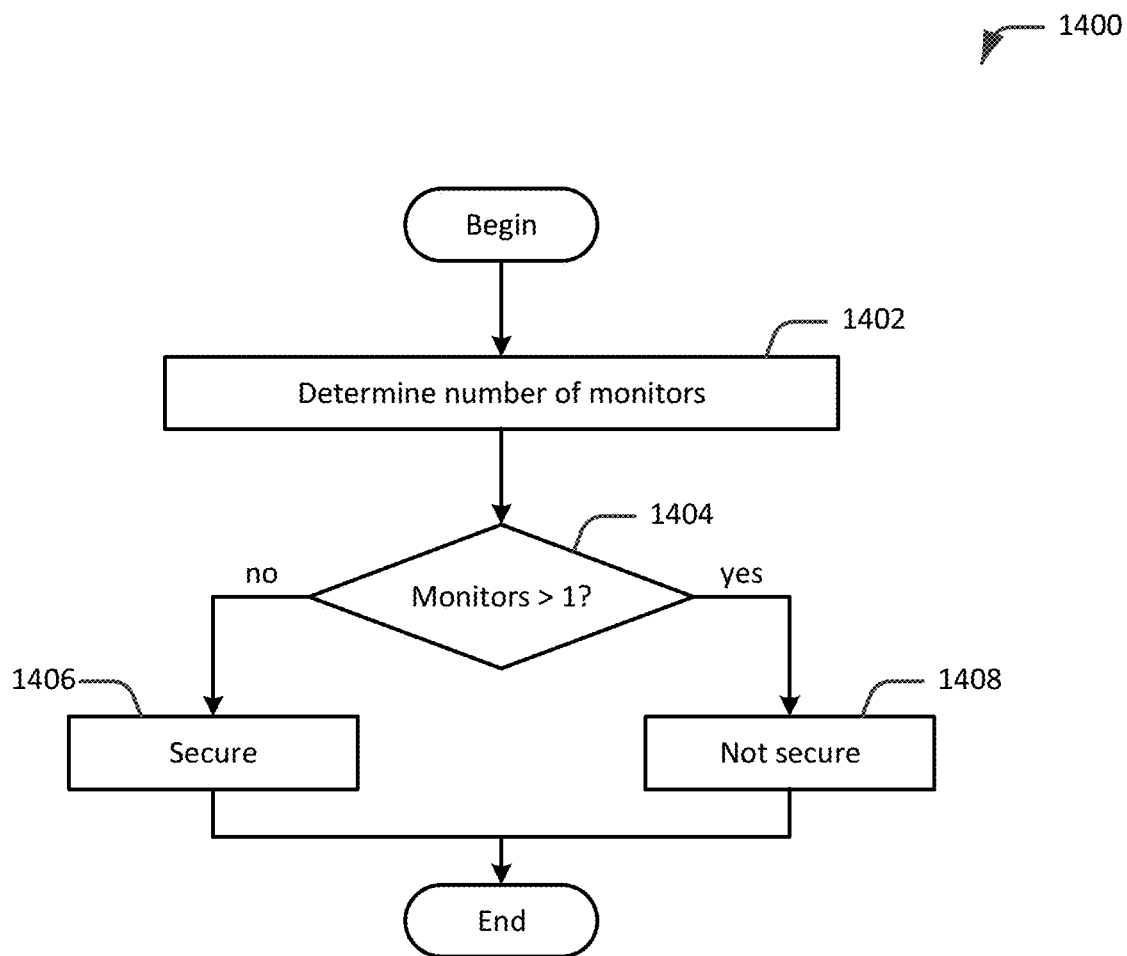 1400
Begin
1402
Determine number of monitors
1404
no
Monitors > 1?
yes
1406
1408
Secure
Not secure
End